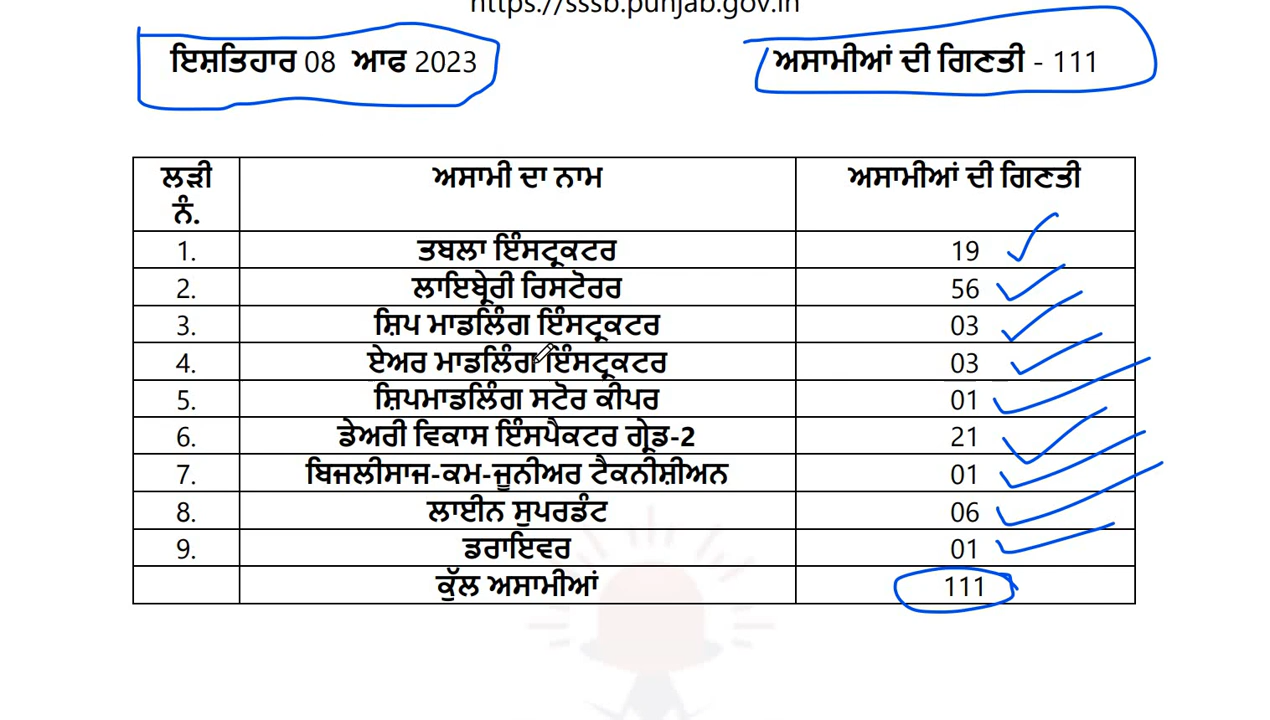 https://sssb.punjab.gov.in
ਇਸ਼ਤਿਹਾਰ 08 ਆਫ 2023
ਅਸਾਮੀਆਂ ਦੀ ਗਿਣਤੀ - 111
ਲੜੀ ਨੰ. ਅਸਾਮੀ ਦਾ ਨਾਮ ਅਸਾਮੀਆਂ ਦੀ ਗਿਣਤੀ
1. ਤਬਲਾ ਇੰਸਟ੍ਰਕਟਰ 19
2. ਲਾਇਬ੍ਰੇਰੀ ਰਿਸਟੋਰਰ 56
3. ਸ਼ਿਪ ਮਾਡਲਿੰਗ ਇੰਸਟ੍ਰਕਟਰ 03
4. ਏਅਰ ਮਾਡਲਿੰਗ ਇੰਸਟ੍ਰਕਟਰ 03
5. ਸ਼ਿਪਮਾਡਲਿੰਗ ਸਟੋਰ ਕੀਪਰ 01
6. ਡੇਅਰੀ ਵਿਕਾਸ ਇੰਸਪੈਕਟਰ ਗ੍ਰੇਡ-2 21
7. ਬਿਜਲੀਸਾਜ-ਕਮ-ਜੂਨੀਅਰ ਟੈਕਨੀਸ਼ੀਅਨ 01
8. ਲਾਈਨ ਸੁਪਰਡੰਟ 06
9. ਡਰਾਇਵਰ 01
ਕੁੱਲ ਅਸਾਮੀਆਂ 111